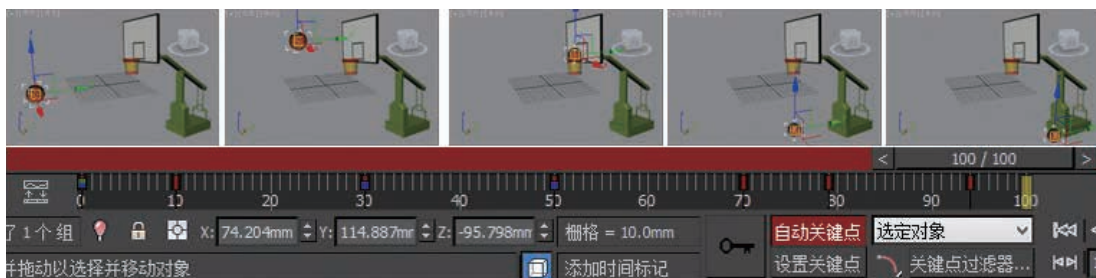 < 100 / 100 >
0 10 20 30 40 50 60 70 80 90 100
了 1 个 组 X: 74.204mm Y: 114.887mr Z: -95.798mm 栅格 = 10.0mm 自动关键点 选定对象
并拖动以选择并移动对象 添加时间标记 设置关键点 关键点过滤器...